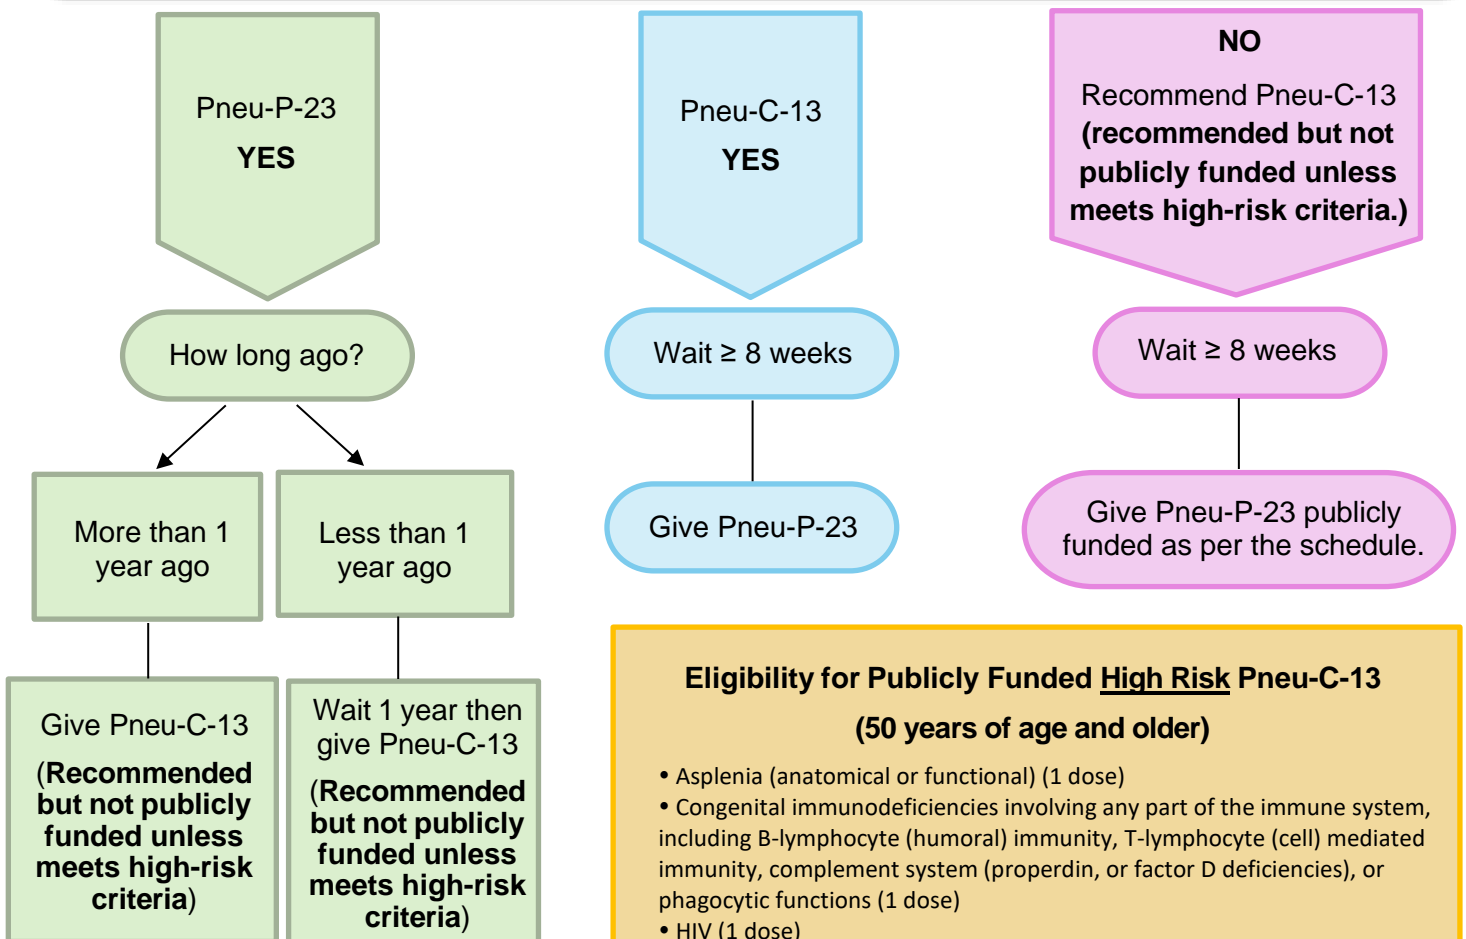 Pneu-P-23
YES
How long ago?
More than 1
year ago
Less than 1
year ago
Give Pneu-C-13
(Recommended
but not publicly
funded unless
meets high-risk
criteria)
Wait 1 year then
give Pneu-C-13
(Recommended
but not publicly
funded unless
meets high-risk
criteria)
Pneu-C-13
YES
Wait ≥ 8 weeks
Give Pneu-P-23
NO
Recommend Pneu-C-13
(recommended but not
publicly funded unless
meets high-risk criteria.)
Wait ≥ 8 weeks
Give Pneu-P-23 publicly
funded as per the schedule.
Eligibility for Publicly Funded High Risk Pneu-C-13
(50 years of age and older)
• Asplenia (anatomical or functional) (1 dose)
• Congenital immunodeficiencies involving any part of the immune system,
including B-lymphocyte (humoral) immunity, T-lymphocyte (cell) mediated
immunity, complement system (properdin, or factor D deficiencies), or
phagocytic functions (1 dose)
• HIV (1 dose)